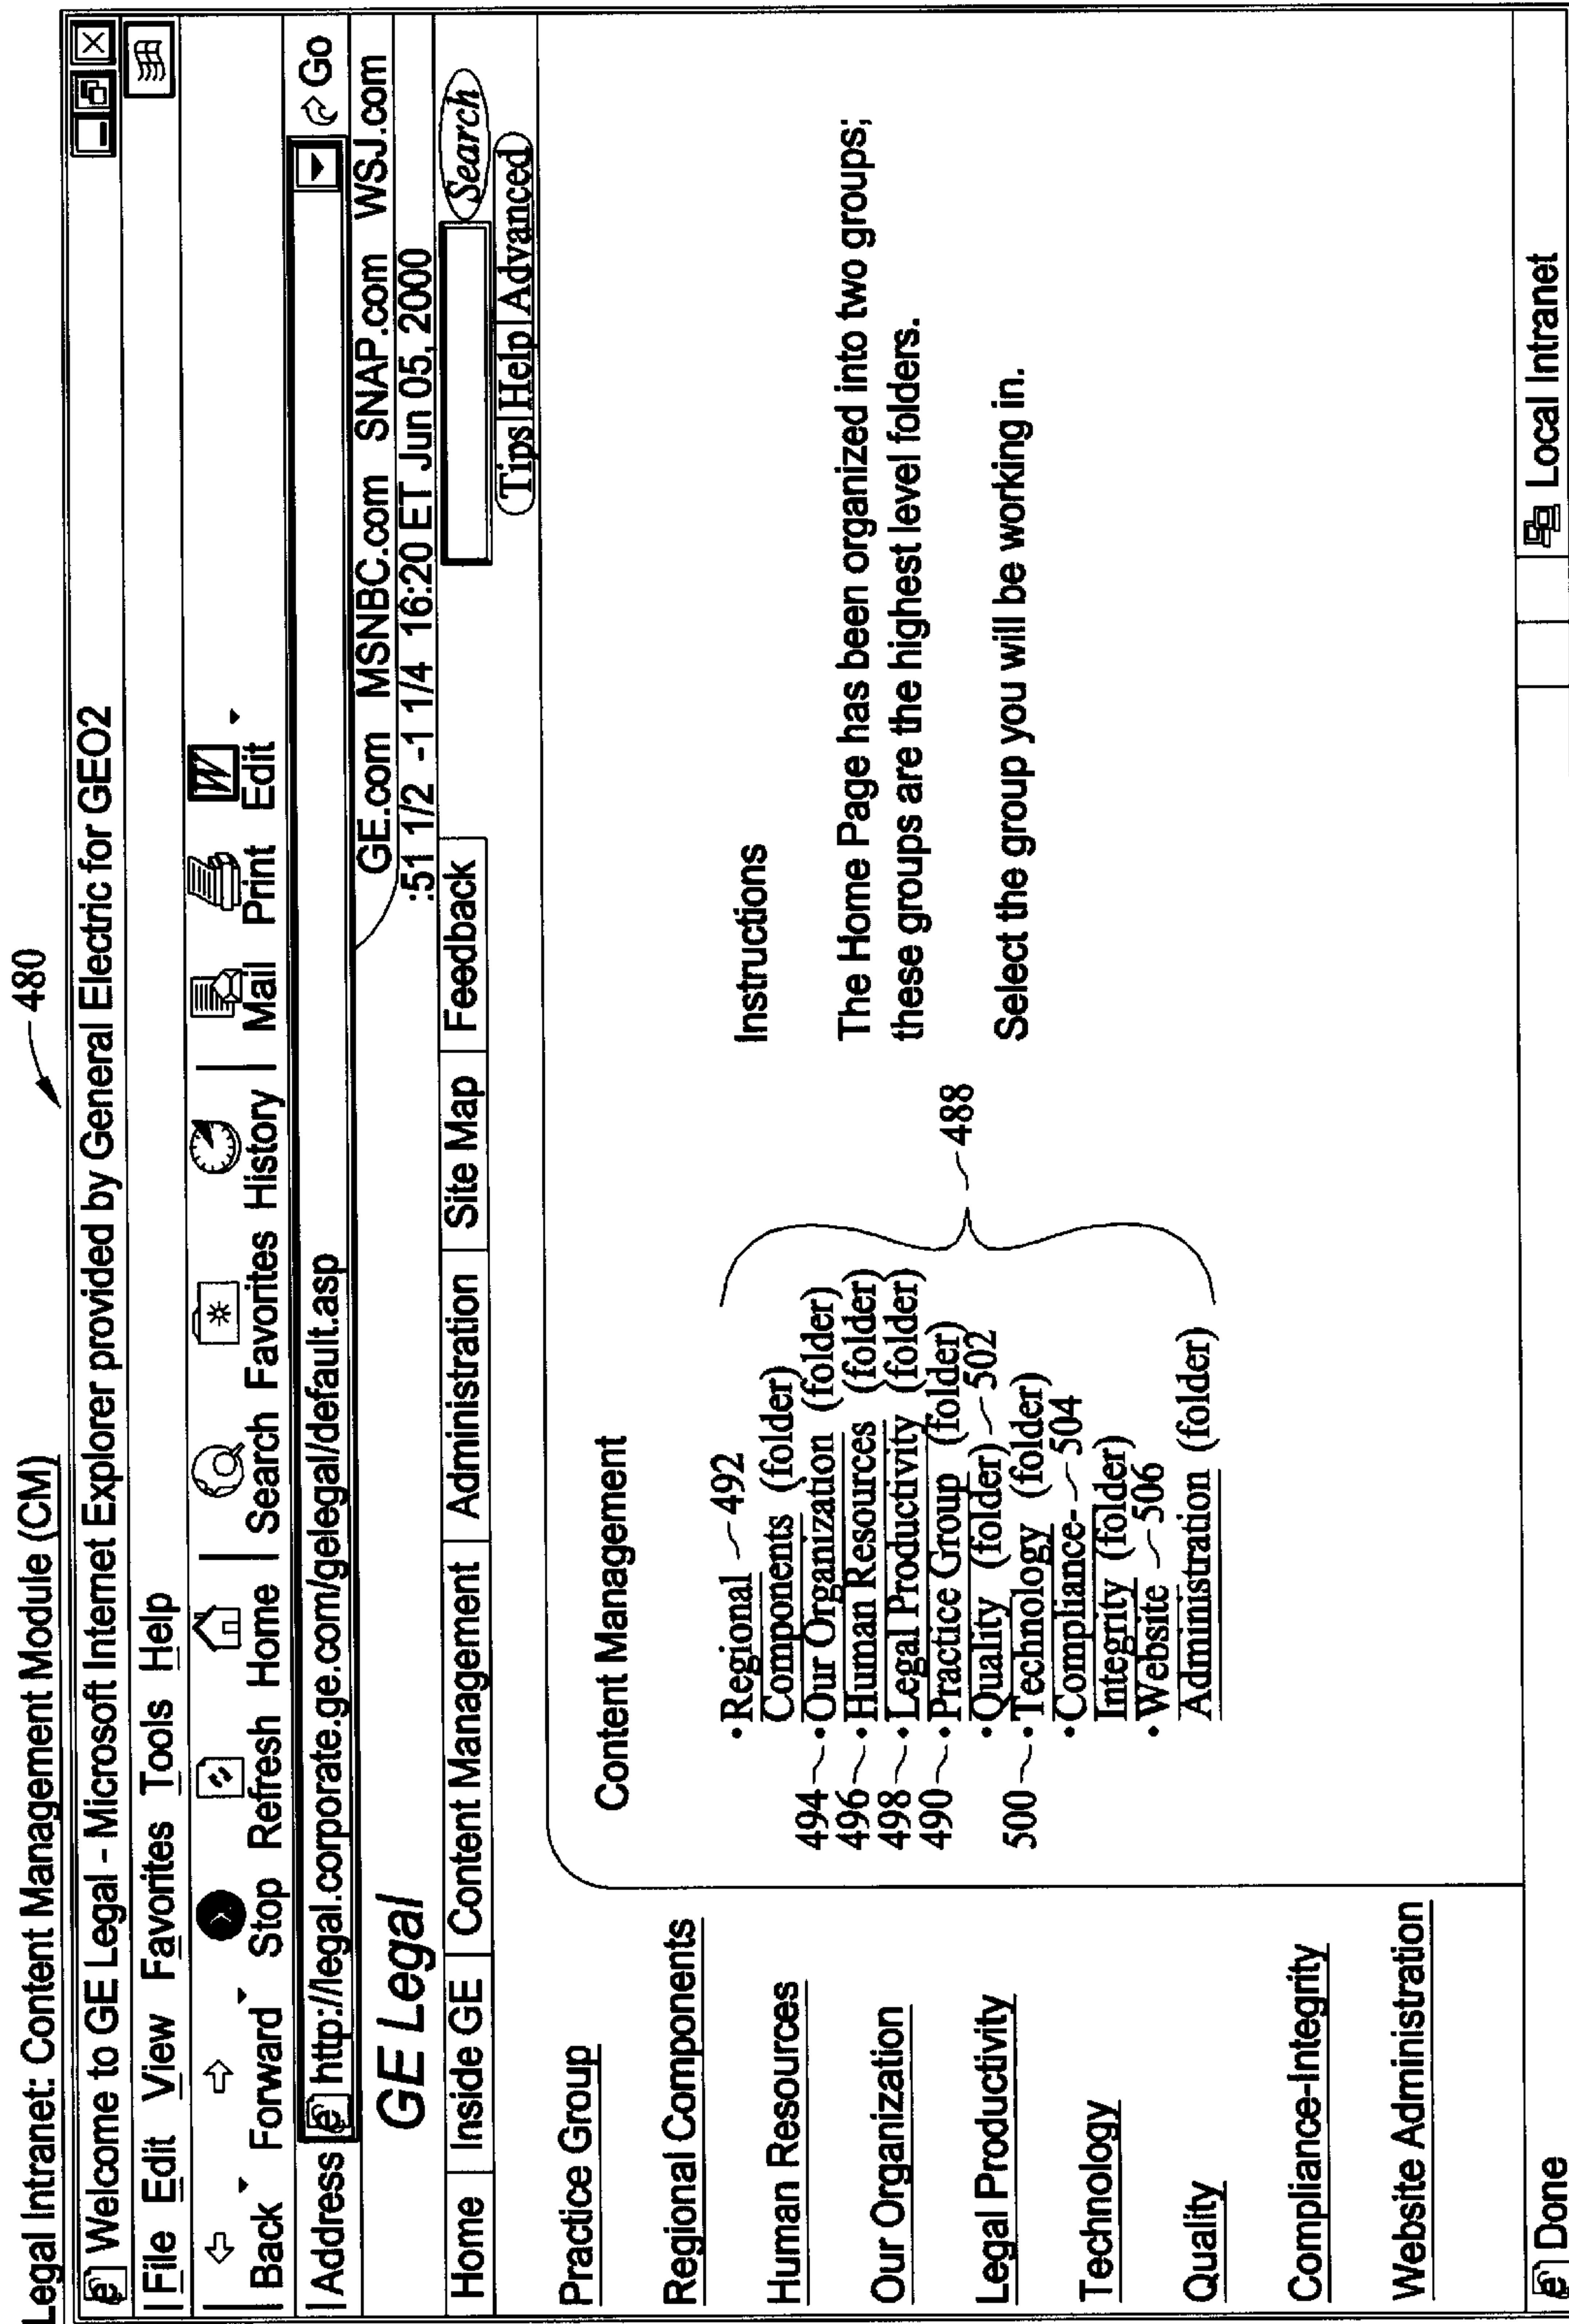 Legal Intranet: Content Management Module (CM)
480
Welcome to GE Legal - Microsoft Internet Explorer provided by General Electric for GEO2
File Edit View Favorites Tools Help
Back Forward Stop Refresh Home Search Favorites History Mail Print Edit
Address http://legal.corporate.ge.com/gelegal/default.asp Go
GE Legal
GE.com MSNBC.com SNAP.com WSJ.com
:51 1/2 -1 1/4 16:20 ET Jun 05, 2000
Home Inside GE Content Management Administration Site Map Feedback Search
Tips Help Advanced
Practice Group
Regional Components
Human Resources
Our Organization
Legal Productivity
Technology
Quality
Compliance-Integrity
Website Administration
Content Management
• Regional 492
Components (folder)
494 • Our Organization (folder)
496 • Human Resources (folder)
498 • Legal Productivity (folder)
490 • Practice Group (folder)
• Quality (folder) 502
500 • Technology (folder)
• Compliance- 504
Integrity (folder)
• Website 506
Administration (folder)
488
Instructions
The Home Page has been organized into two groups;
these groups are the highest level folders.
Select the group you will be working in.
Done Local Intranet